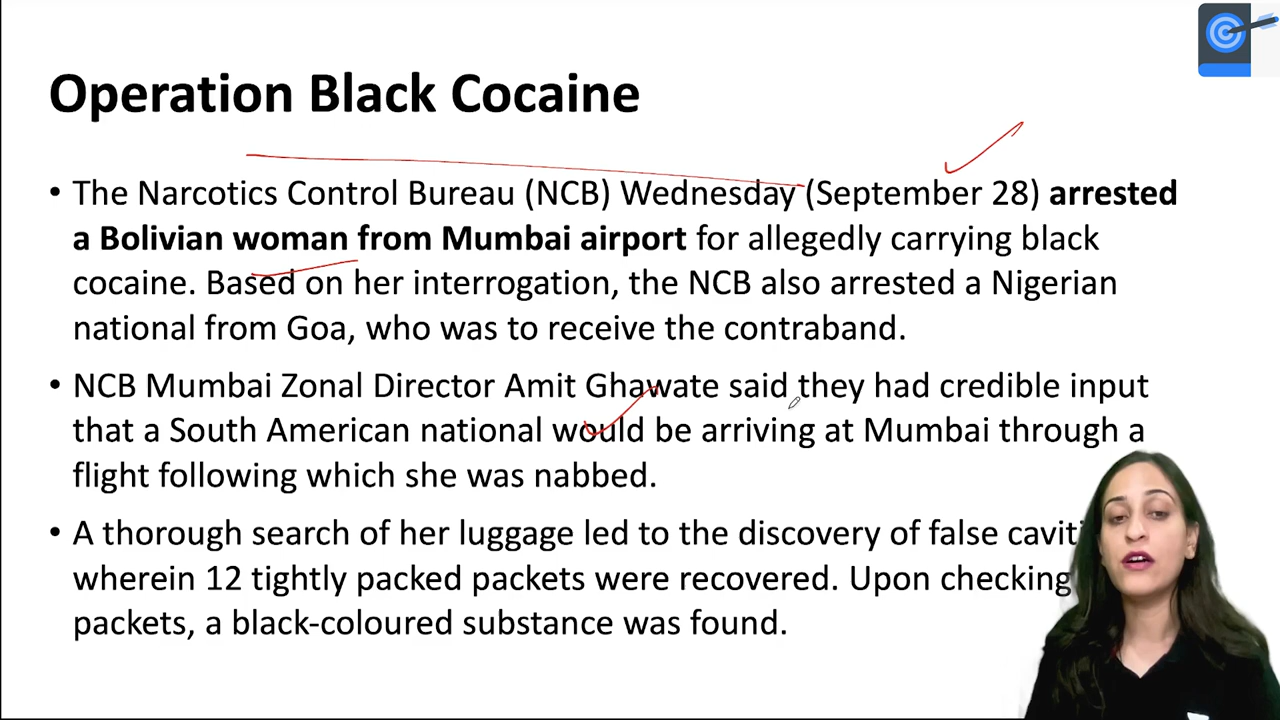 Operation Black Cocaine
• The Narcotics Control Bureau (NCB) Wednesday (September 28) arrested
a Bolivian woman from Mumbai airport for allegedly carrying black
cocaine. Based on her interrogation, the NCB also arrested a Nigerian
national from Goa, who was to receive the contraband.
• NCB Mumbai Zonal Director Amit Ghawate said they had credible input
that a South American national would be arriving at Mumbai through a
flight following which she was nabbed.
• A thorough search of her luggage led to the discovery of false
wherein 12 tightly packed packets were recovered. Upon checking
packets, a black-coloured substance was found.